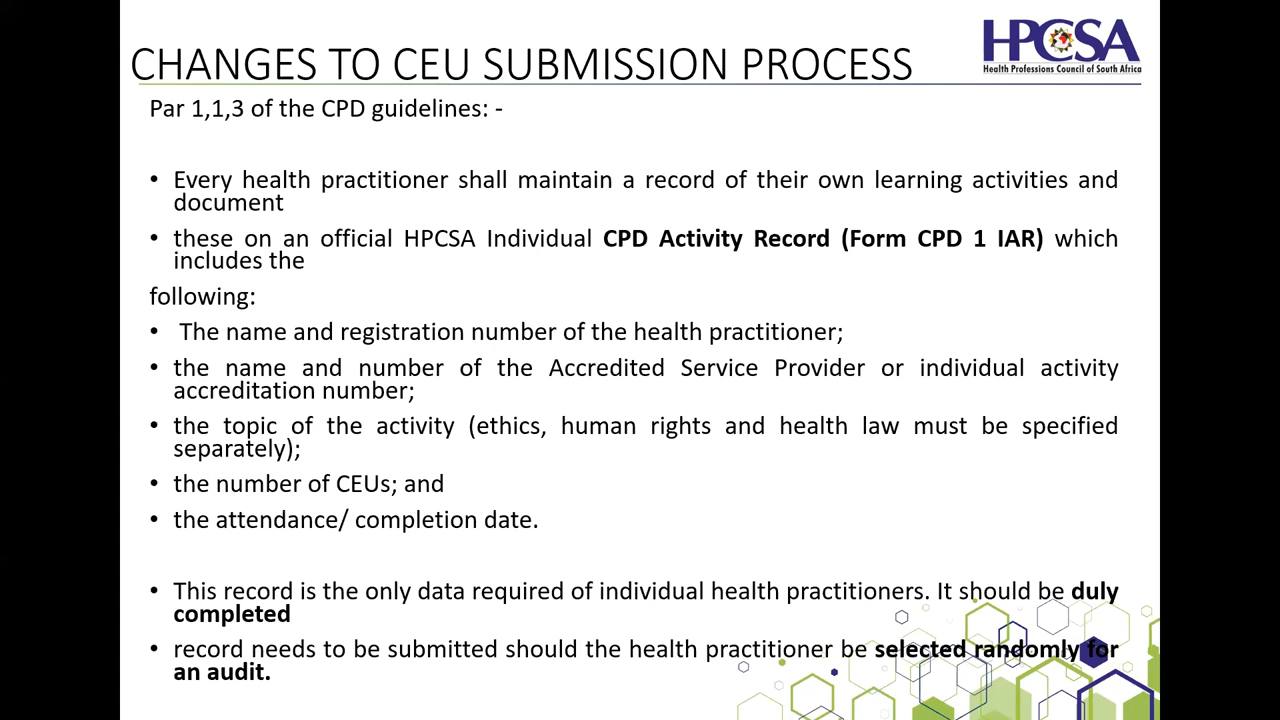 CHANGES TO CEU SUBMISSION PROCESS
HPCSA
Health Professions Council of South Africa
Par 1,1,3 of the CPD guidelines: -
• Every health practitioner shall maintain a record of their own learning activities and
document
• these on an official HPCSA Individual CPD Activity Record (Form CPD 1 IAR) which
includes the
following:
• The name and registration number of the health practitioner;
• the name and number of the Accredited Service Provider or individual activity
accreditation number;
• the topic of the activity (ethics, human rights and health law must be specified
separately);
• the number of CEUs; and
• the attendance/ completion date.
• This record is the only data required of individual health practitioners. It should be duly
completed
• record needs to be submitted should the health practitioner be selected randomly for
an audit.